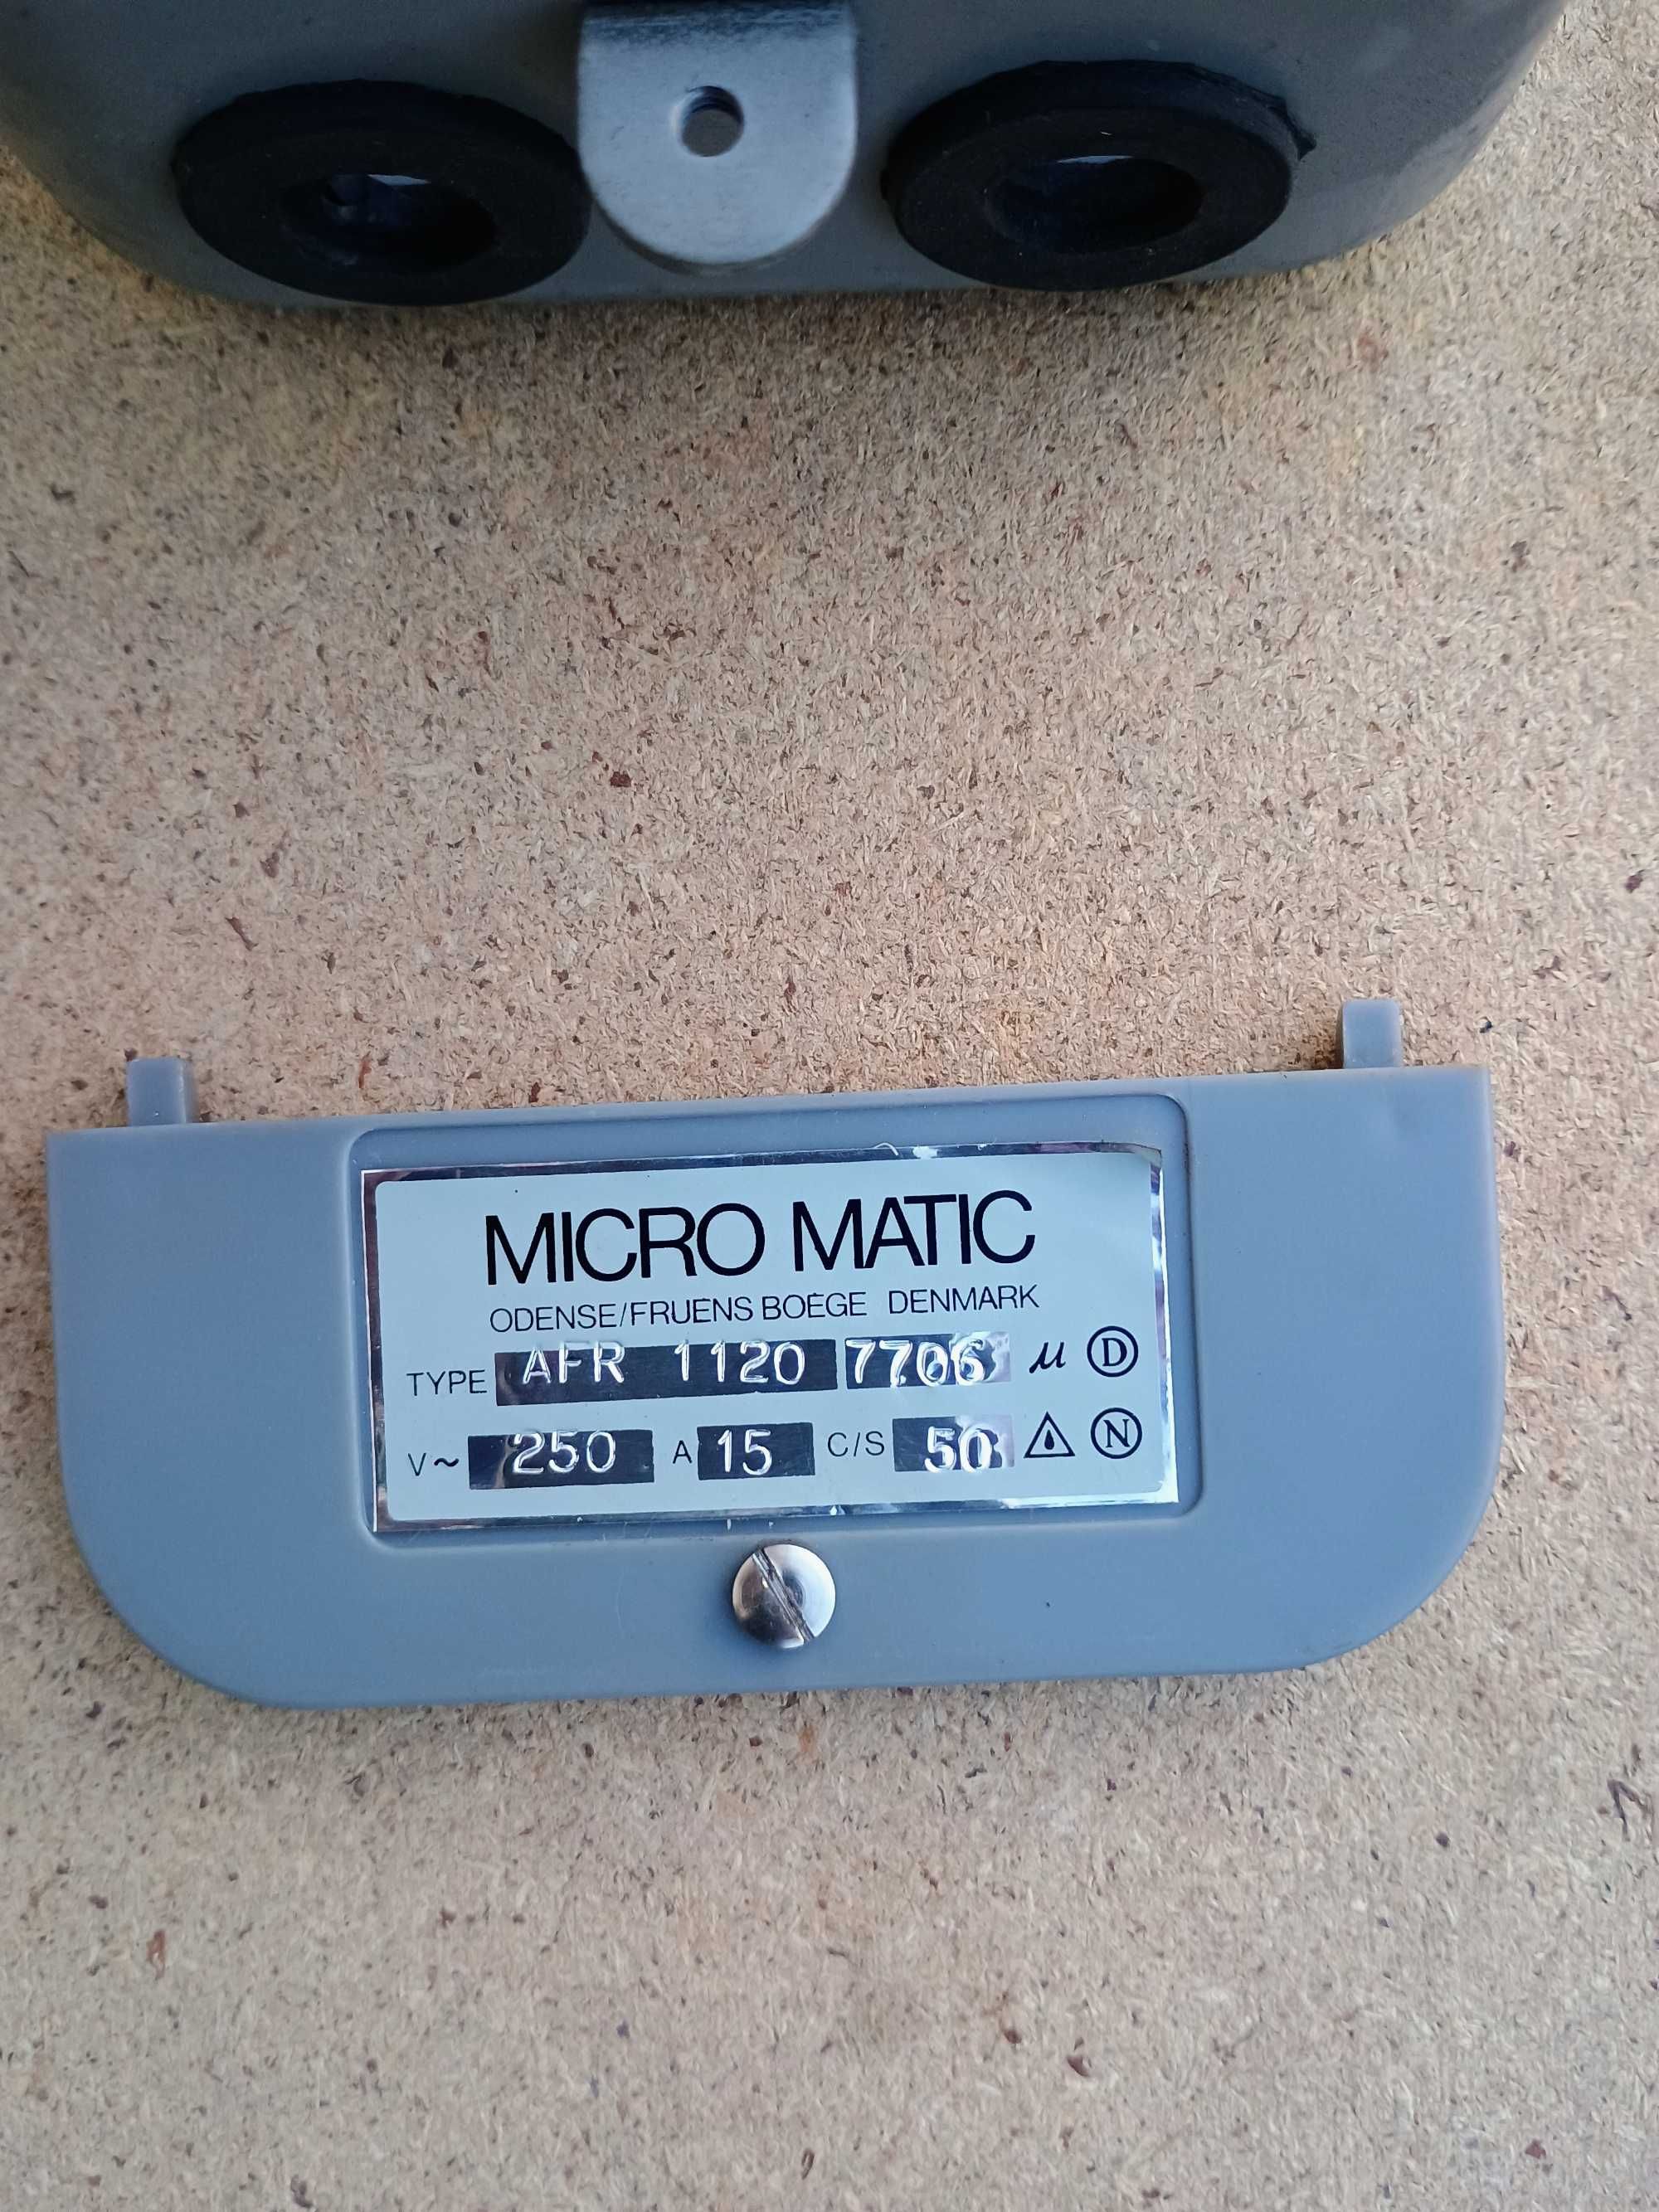 MICRO MATIC
ODENSE/FRUENS BOEGE DENMARK
TYPE AFR 1120 7706 µ D
V~ 250 A 15 C/S 50 N